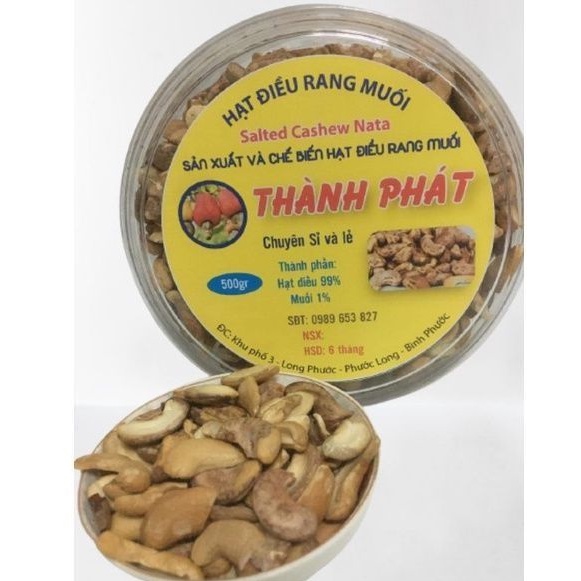 HẠT ĐIỀU RANG MUỐI
Salted Cashew Nata
SẢN XUẤT VÀ CHẾ BIẾN HẠT ĐIỀU RANG MUỐI
THÀNH PHÁT
Chuyên Sỉ và lẻ
500gr
Thành phần:
Hạt điều 99%
Muối 1%
SĐT: 0989 653 827
NSX:
HSD: 6 tháng
ĐC: Khu phố 3 - Long Phước - Phước Long - Bình Phước